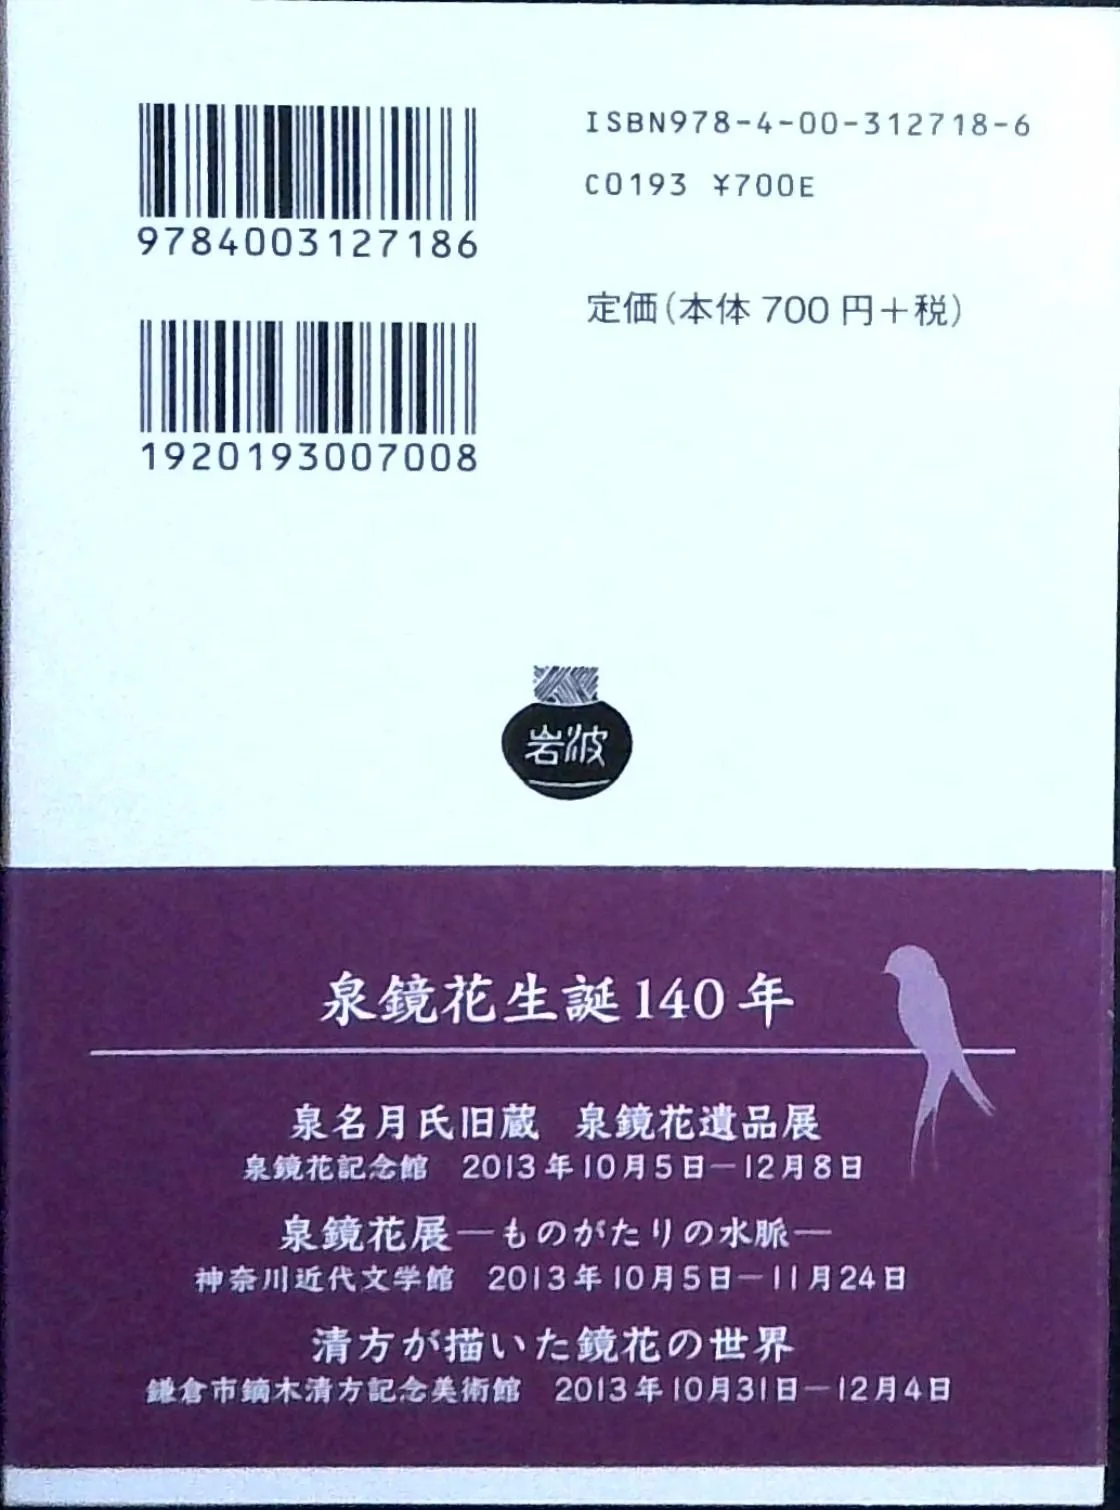 ISBN978-4-00-312718-6
C0193 ¥700E
9784003127186
定価(本体 700 円+税)
1920193007008
岩波
泉鏡花生誕140年
泉名月氏旧蔵 泉鏡花遺品展
泉鏡花記念館 2013年10月5日―12月8日
泉鏡花展―ものがたりの水脈―
神奈川近代文学館 2013年10月5日―11月24日
清方が描いた鏡花の世界
鎌倉市鏑木清方記念美術館 2013年10月31日―12月4日